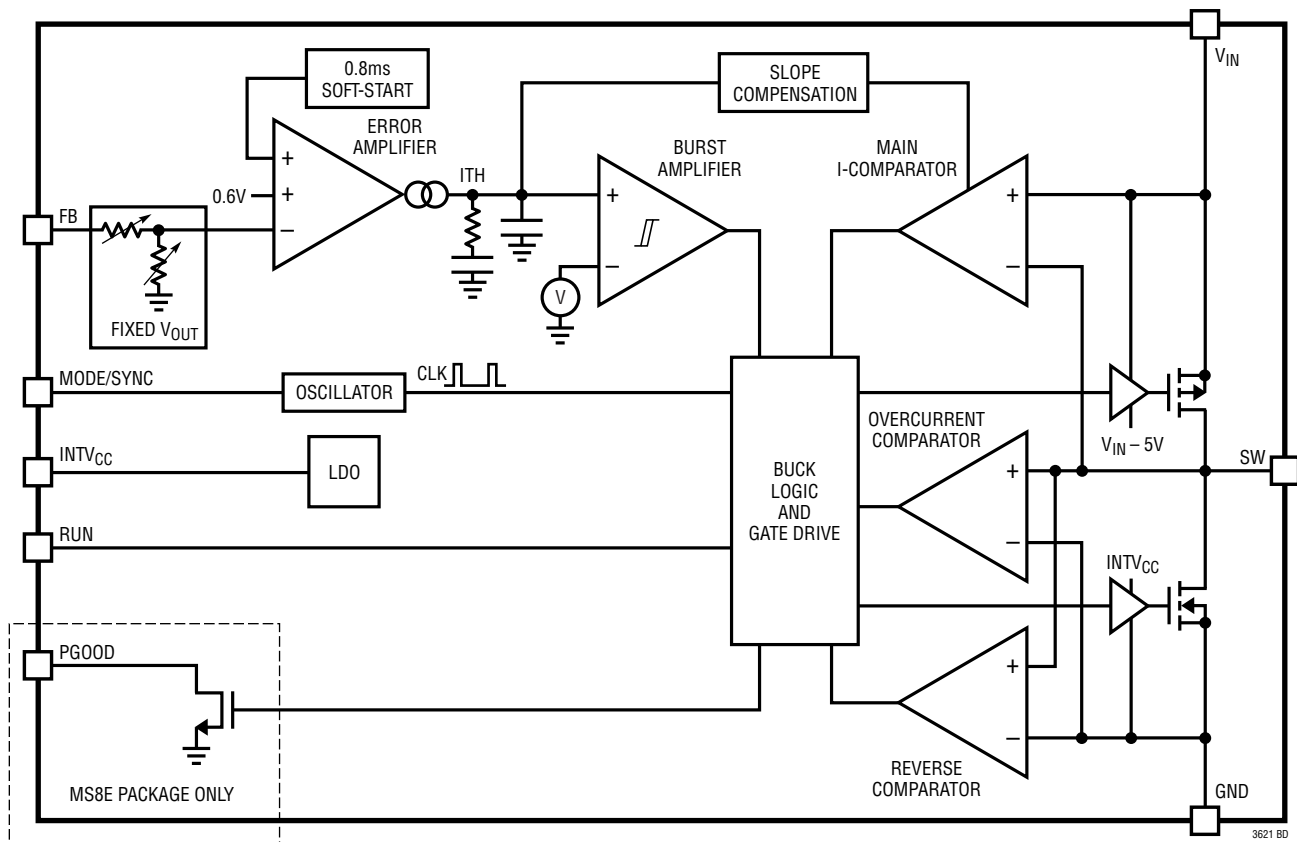 V_IN
0.8ms
SOFT-START
SLOPE
COMPENSATION
ERROR
AMPLIFIER
BURST
AMPLIFIER
MAIN
I-COMPARATOR
ITH
+
+
–
0.6V
+
–
+
–
FB
V
FIXED V_OUT
MODE/SYNC
OSCILLATOR
CLK
OVERCURRENT
COMPARATOR
V_IN – 5V
INTV_CC
LDO
BUCK
LOGIC
AND
GATE DRIVE
+
–
SW
RUN
INTV_CC
PGOOD
+
–
MS8E PACKAGE ONLY
REVERSE
COMPARATOR
GND
3621 BD